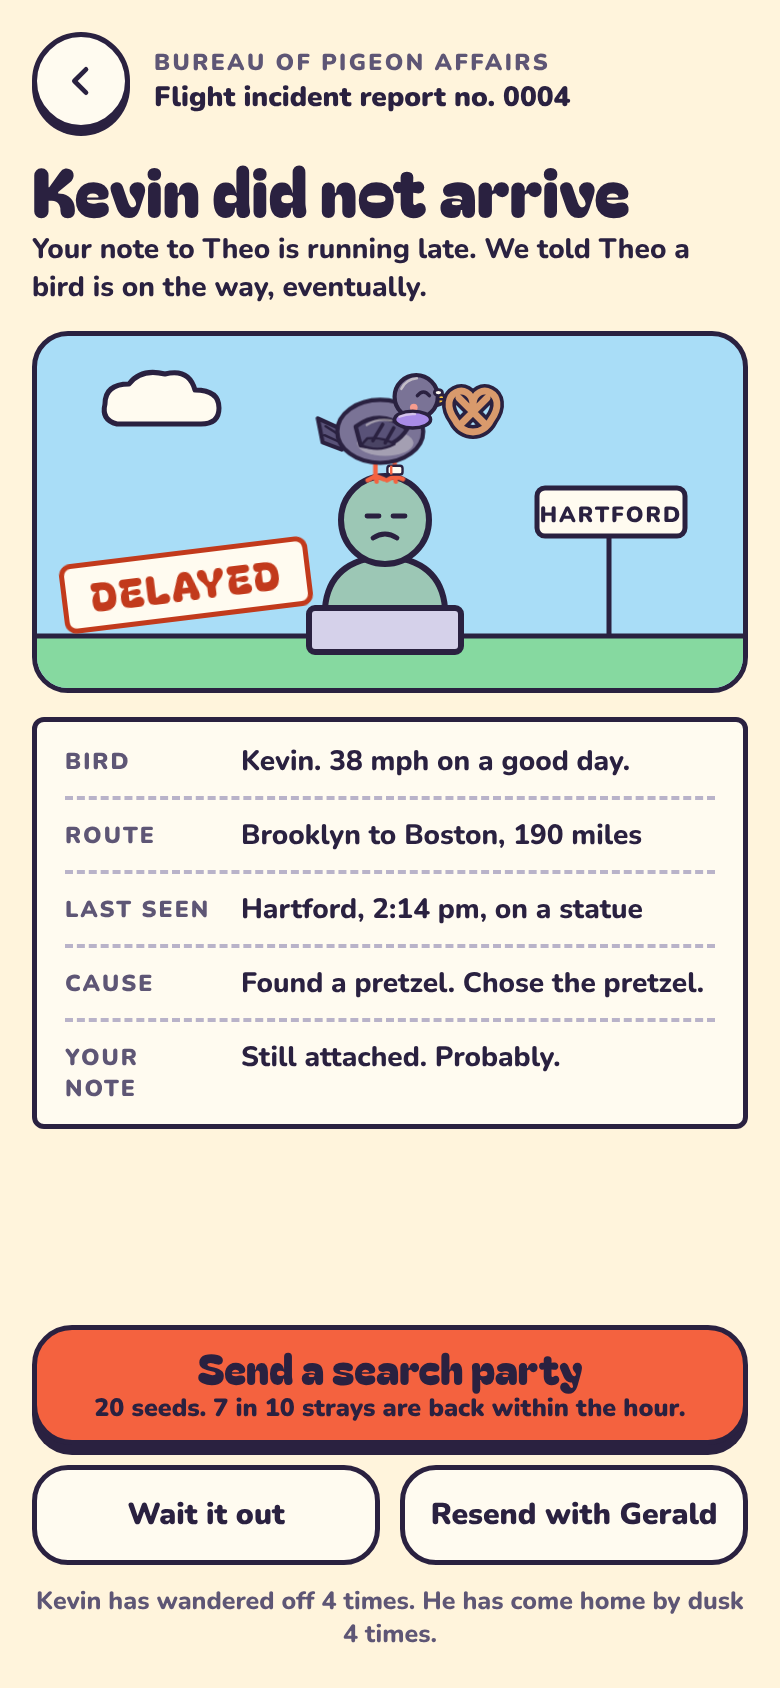 BUREAU OF PIGEON AFFAIRS
Flight incident report no. 0004
Kevin did not arrive
Your note to Theo is running late. We told Theo a
bird is on the way, eventually.
HARTFORD
DELAYED
BIRD
Kevin. 38 mph on a good day.
ROUTE
Brooklyn to Boston, 190 miles
LAST SEEN
Hartford, 2:14 pm, on a statue
CAUSE
Found a pretzel. Chose the pretzel.
YOUR
NOTE
Still attached. Probably.
Send a search party
20 seeds. 7 in 10 strays are back within the hour.
Wait it out
Resend with Gerald
Kevin has wandered off 4 times. He has come home by dusk
4 times.